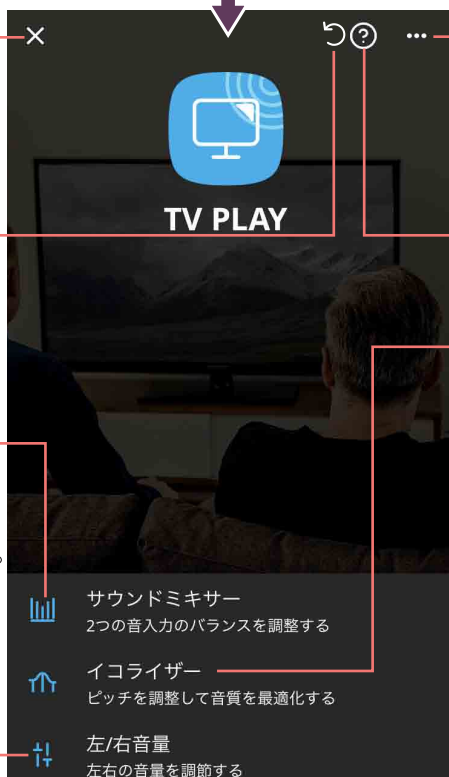 TV PLAY
サウンドミキサー
2つの音入力のバランスを調整する
イコライザー
ピッチを調整して音質を最適化する
左/右音量
左右の音量を調節する